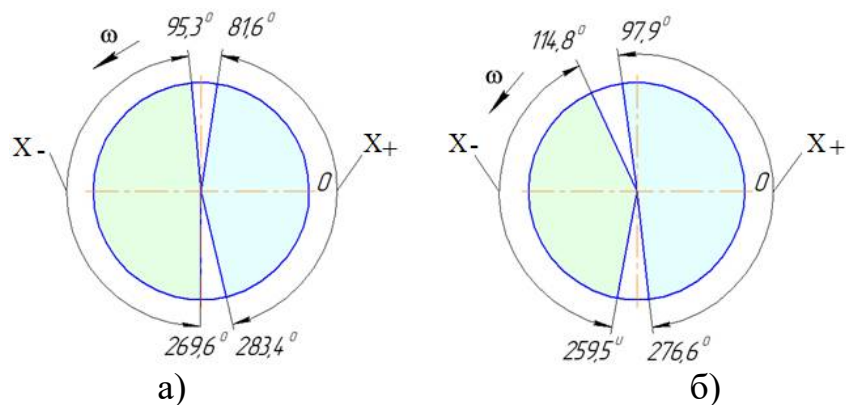 95,3⁰ 81,6⁰
ω
X -
X+
0
269,6⁰ 283,4⁰
а)
114,8⁰ 97,9⁰
ω
X -
X +
0
259,5⁰ 276,6⁰
б)